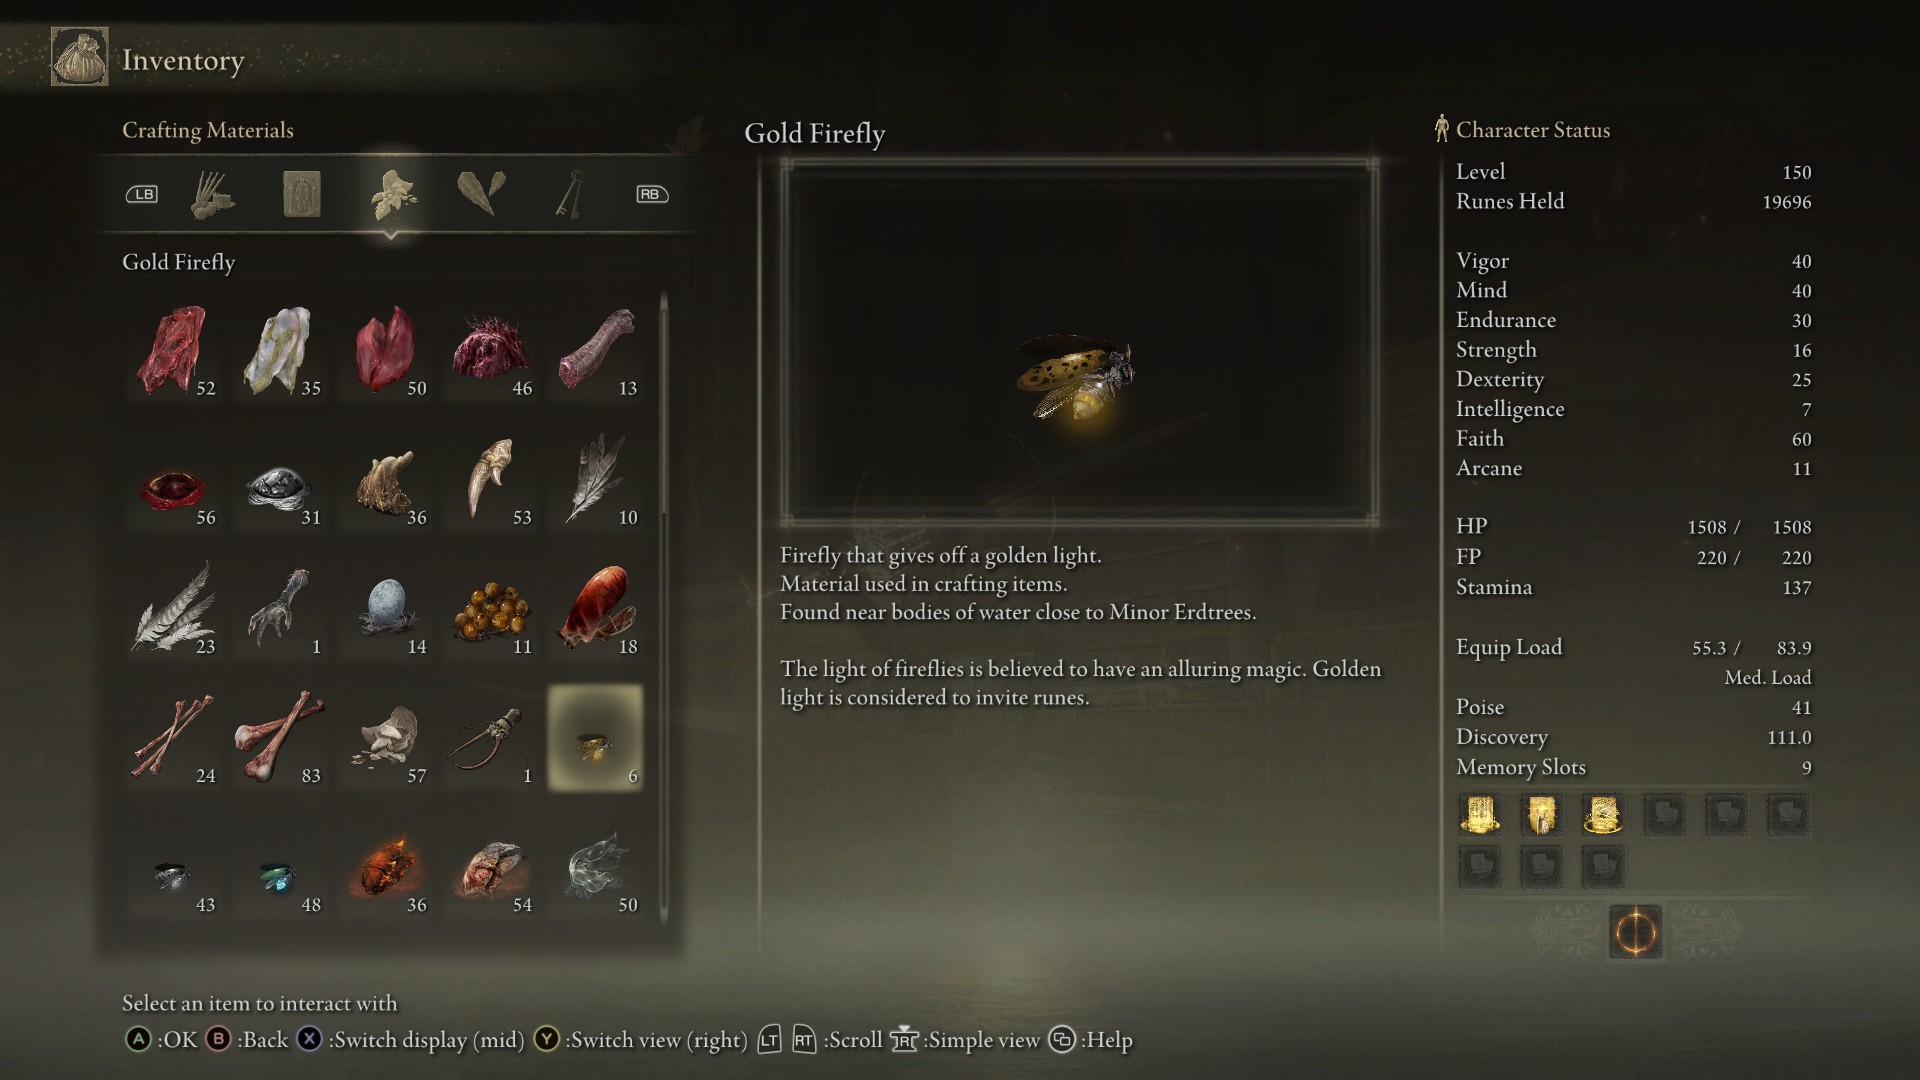 Inventory
Crafting Materials
LB
RB
Gold Firefly
52 35 50 46 13
56 31 36 53 10
23 1 14 11 18
24 83 57 1 6
43 48 36 54 50
Gold Firefly
Firefly that gives off a golden light.
Material used in crafting items.
Found near bodies of water close to Minor Erdtrees.
The light of fireflies is believed to have an alluring magic. Golden
light is considered to invite runes.
Character Status
Level 150
Runes Held 19696
Vigor 40
Mind 40
Endurance 30
Strength 16
Dexterity 25
Intelligence 7
Faith 60
Arcane 11
HP 1508 / 1508
FP 220 / 220
Stamina 137
Equip Load 55.3 / 83.9
Med. Load
Poise 41
Discovery 111.0
Memory Slots 9
Select an item to interact with
A :OK B :Back X :Switch display (mid) Y :Switch view (right) LT RT :Scroll R :Simple view :Help